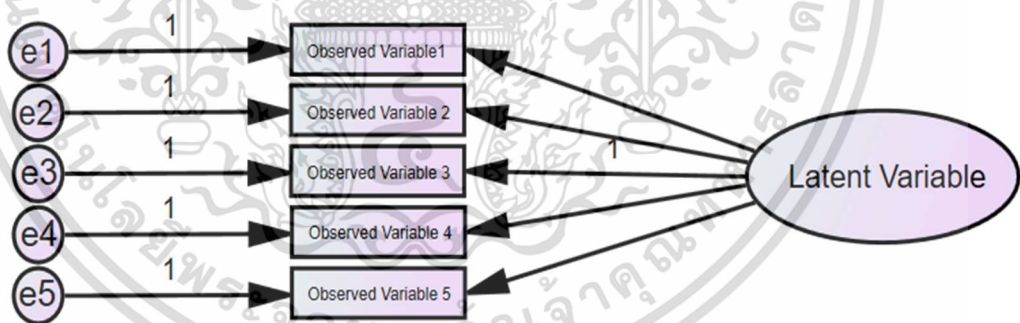 1
e1
Observed Variable1
1
e2
Observed Variable 2
1
1
e3
Observed Variable 3
Latent Variable
1
e4
Observed Variable 4
1
e5
Observed Variable 5